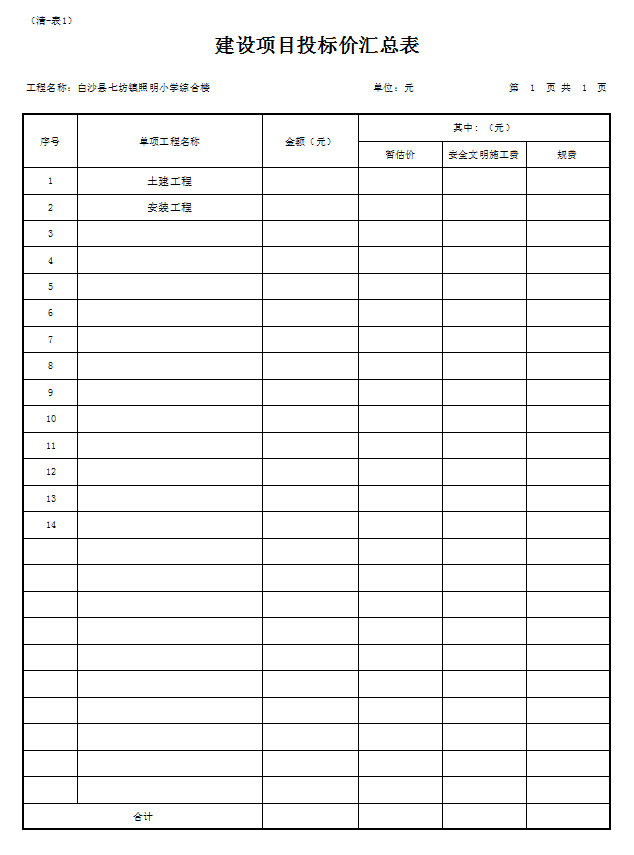 （清-表1）
建设项目投标价汇总表
工程名称：白沙县七坊镇照明小学综合楼 单位：元 第 1 页 共 1 页
序号 单项工程名称 金额（元） 其中：（元）
暂估价 安全文明施工费 规费
1 土建工程
2 安装工程
3
4
5
6
7
8
9
10
11
12
13
14
合计